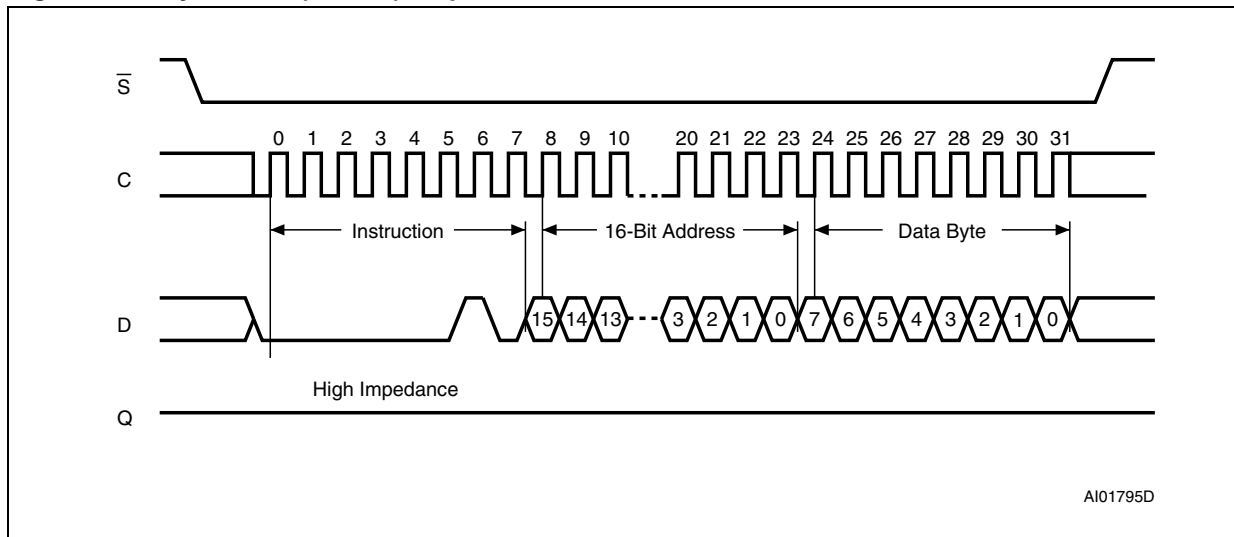 S̅
0 1 2 3 4 5 6 7 8 9 10 20 21 22 23 24 25 26 27 28 29 30 31
C
Instruction 16-Bit Address Data Byte
D
15 14 13 3 2 1 0 7 6 5 4 3 2 1 0
High Impedance
Q
AI01795D